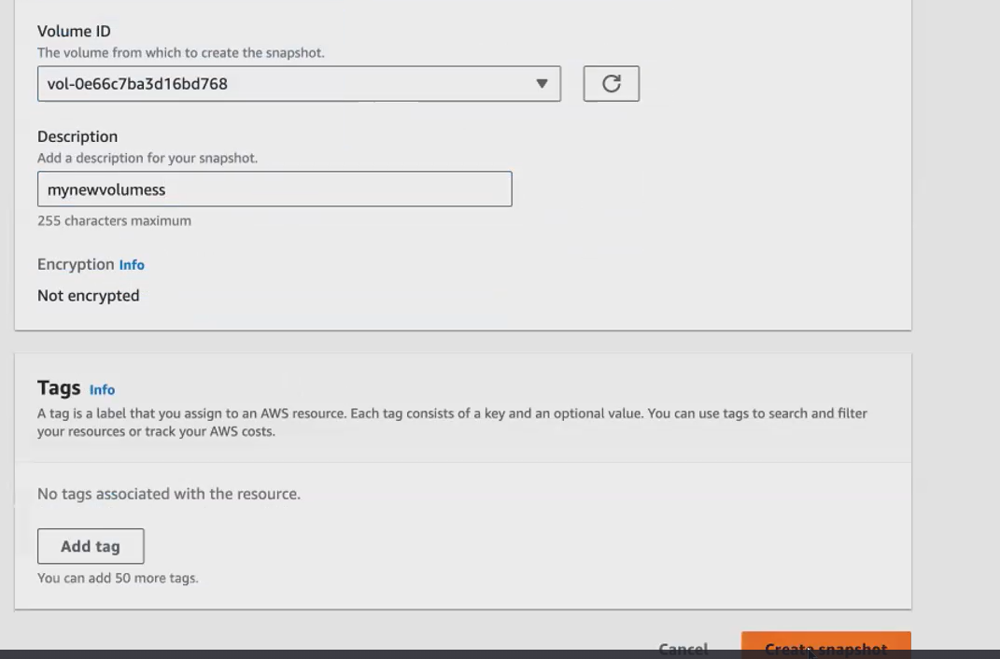 Volume ID
The volume from which to create the snapshot.
vol-0e66c7ba3d16bd768
Description
Add a description for your snapshot.
mynewvolumess
255 characters maximum
Encryption Info
Not encrypted
Tags Info
A tag is a label that you assign to an AWS resource. Each tag consists of a key and an optional value. You can use tags to search and filter
your resources or track your AWS costs.
No tags associated with the resource.
Add tag
You can add 50 more tags.
Cancel Create snapshot